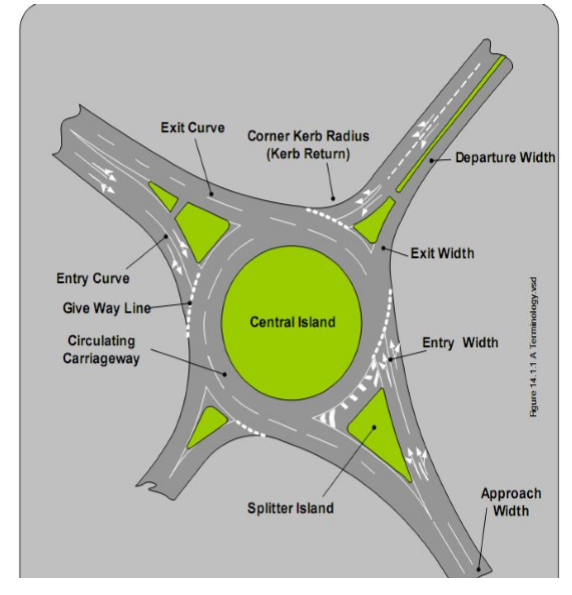 Exit Curve
Corner Kerb Radius
(Kerb Return)
Departure Width
Exit Width
Entry Curve
Give Way Line
Central Island
Circulating
Carriageway
Entry Width
Figure 14.1.1 A Terminology.vsd
Splitter Island
Approach
Width